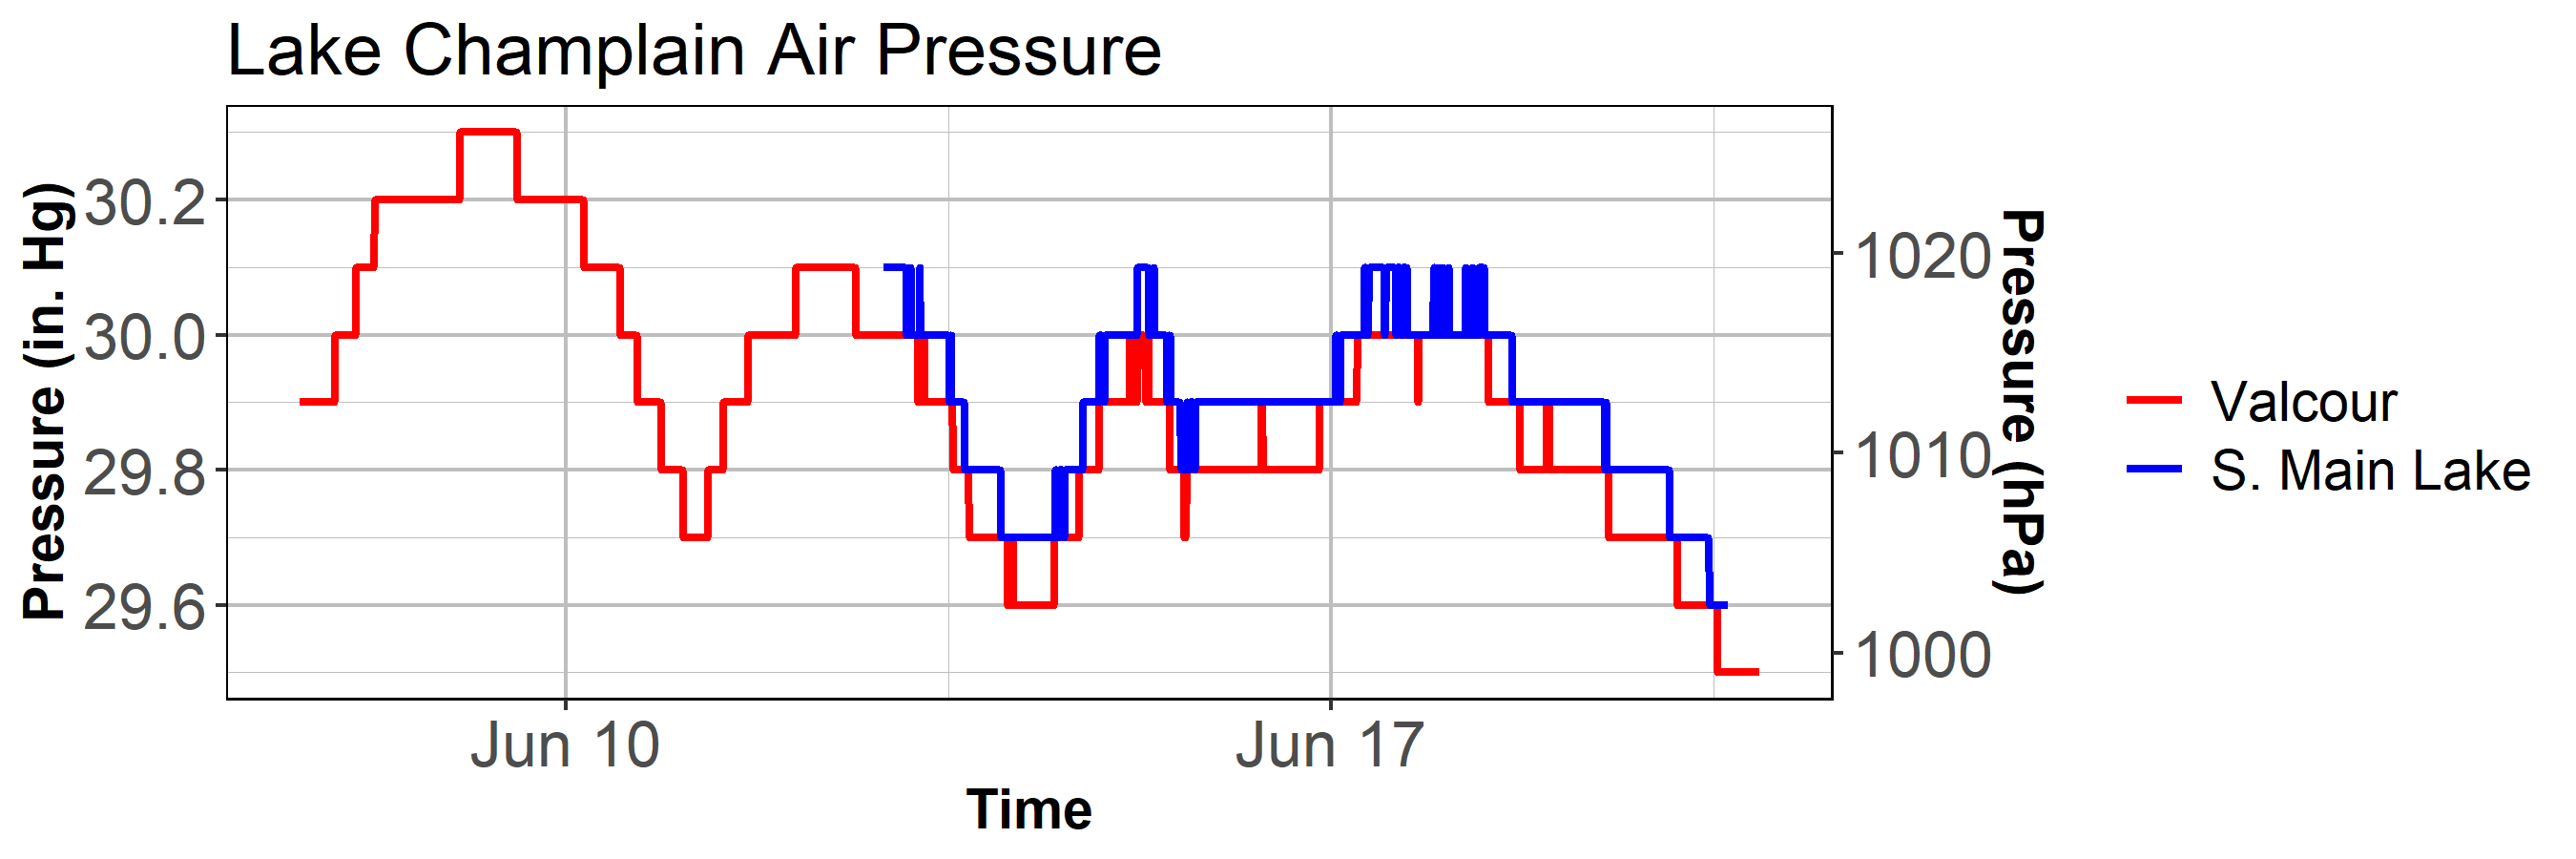 Lake Champlain Air Pressure
Pressure (in. Hg)
30.2
30.0
29.8
29.6
1020
1010
1000
Pressure (hPa)
Jun 10
Jun 17
Time
Valcour
S. Main Lake